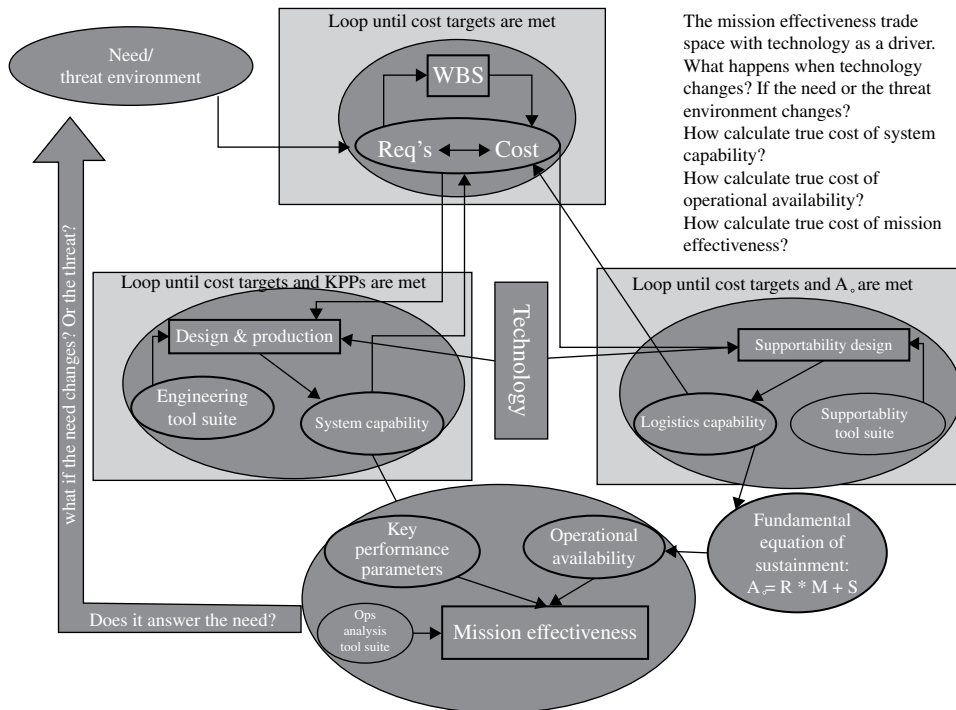 Loop until cost targets are met
Need/
threat environment
WBS
Req's
Cost
The mission effectiveness trade
space with technology as a driver.
What happens when technology
changes? If the need or the threat
environment changes?
How calculate true cost of system
capability?
How calculate true cost of
operational availability?
How calculate true cost of mission
effectiveness?
Loop until cost targets and KPPs are met
Design & production
Engineering
tool suite
System capability
Technology
Loop until cost targets and A° are met
Supportability design
Logistics capability
Supportablity
tool suite
what if the need changes? Or the threat?
Does it answer the need?
Key
performance
parameters
Operational
availability
Fundamental
equation of
sustainment:
A°= R * M + S
Ops
analysis
tool suite
Mission effectiveness